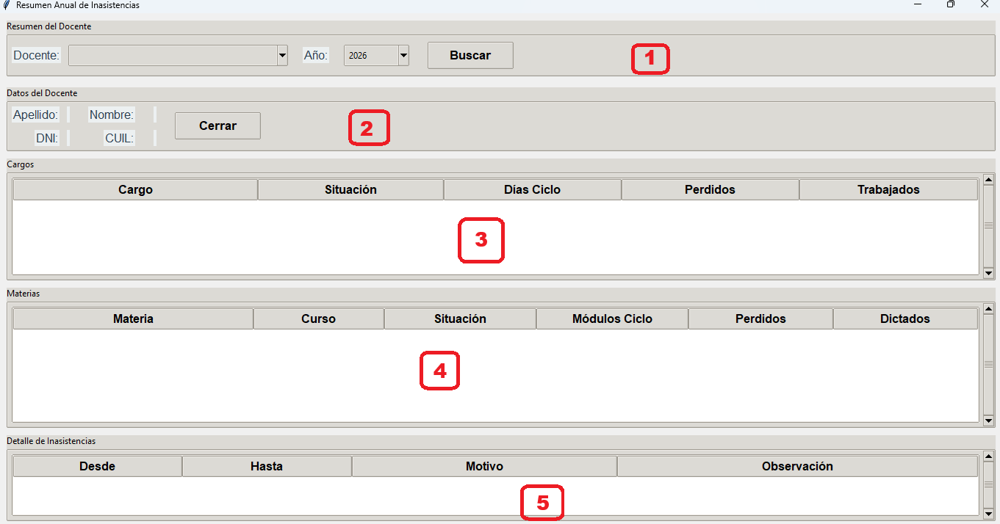 Resumen Anual de Inasistencias
Resumen del Docente
Docente: Año: 2026 Buscar 1
Datos del Docente
Apellido: Nombre:
Cerrar 2
DNI: CUIL:
Cargos
Cargo Situación Días Ciclo Perdidos Trabajados
3
Materias
Materia Curso Situación Módulos Ciclo Perdidos Dictados
4
Detalle de Inasistencias
Desde Hasta Motivo Observación
5